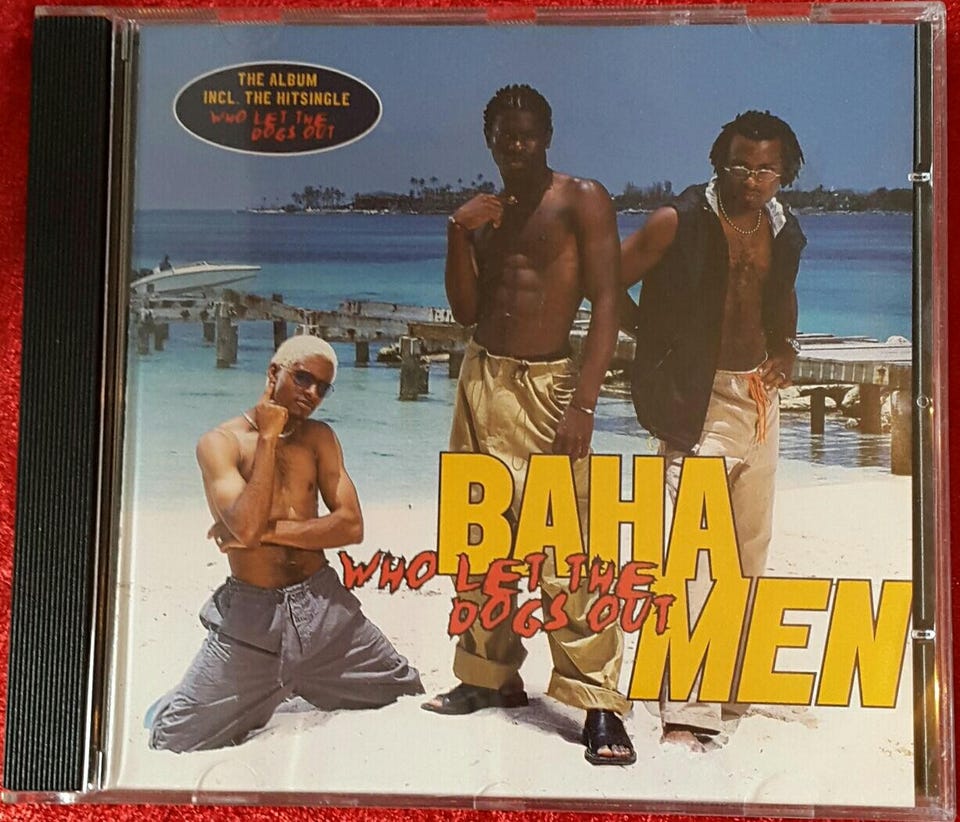 THE ALBUM
INCL. THE HITSINGLE
WHO LET THE
DOGS OUT
BAHA
WHO LET THE
DOGS OUT
MEN